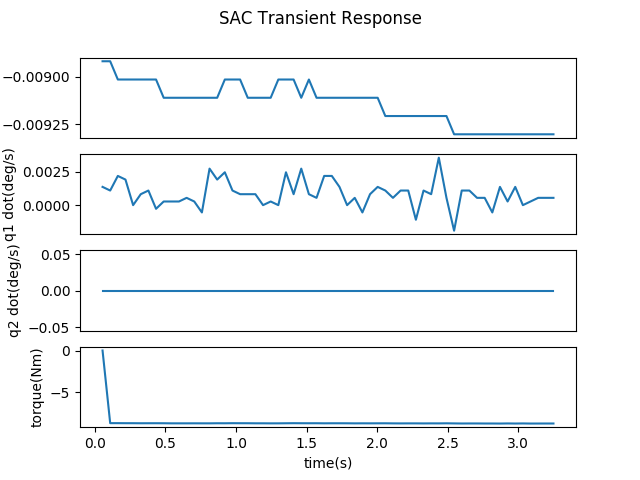 SAC Transient Response
−0.00900
−0.00925
q1 dot(deg/s)
0.0025
0.0000
q2 dot(deg/s)
0.05
0.00
−0.05
torque(Nm)
0
−5
0.0 0.5 1.0 1.5 2.0 2.5 3.0
time(s)